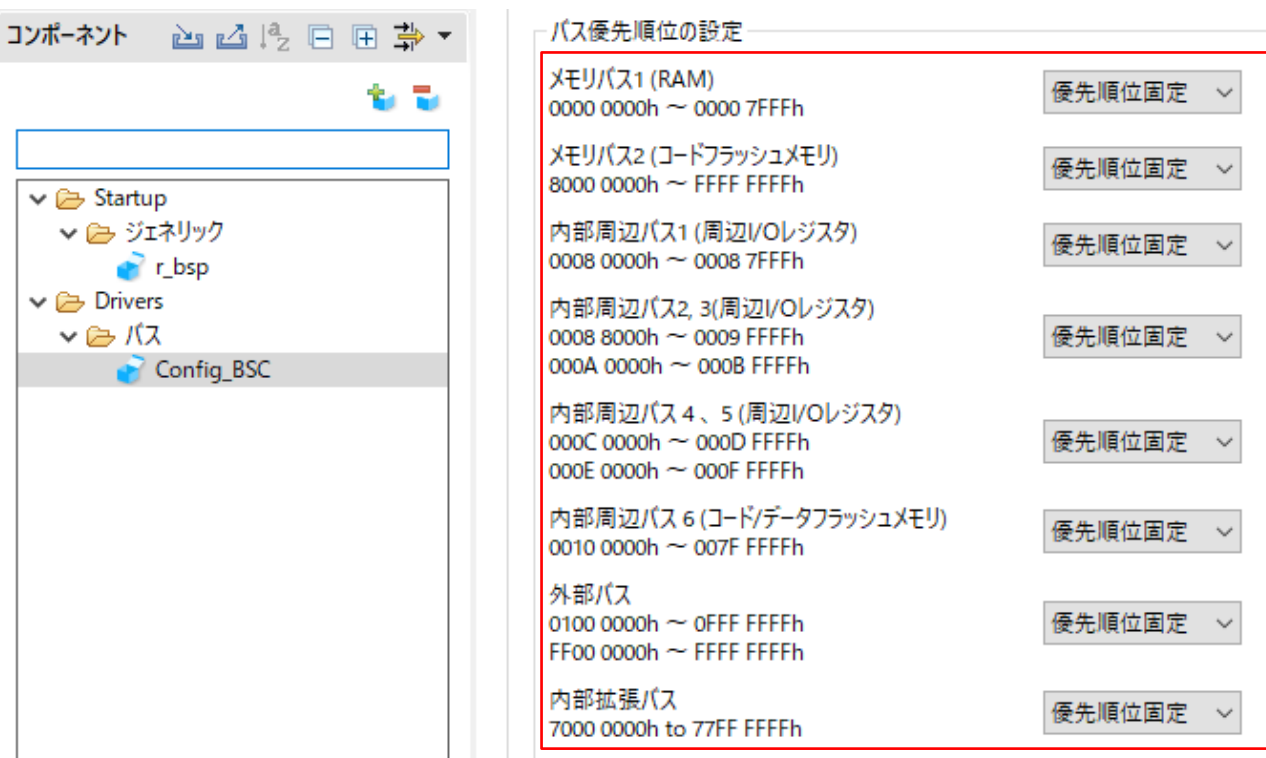 コンポーネント
Startup
ジェネリック
r_bsp
Drivers
バス
Config_BSC
バス優先順位の設定
メモリバス1 (RAM)
0000 0000h ～ 0000 7FFFh
優先順位固定
メモリバス2 (コードフラッシュメモリ)
8000 0000h ～ FFFF FFFFh
優先順位固定
内部周辺バス1 (周辺I/Oレジスタ)
0008 0000h ～ 0008 7FFFh
優先順位固定
内部周辺バス2, 3(周辺I/Oレジスタ)
0008 8000h ～ 0009 FFFFh
000A 0000h ～ 000B FFFFh
優先順位固定
内部周辺バス 4 、 5 (周辺I/Oレジスタ)
000C 0000h ～ 000D FFFFh
000E 0000h ～ 000F FFFFh
優先順位固定
内部周辺バス 6 (コード/データフラッシュメモリ)
0010 0000h ～ 007F FFFFh
優先順位固定
外部バス
0100 0000h ～ 0FFF FFFFh
FF00 0000h ～ FFFF FFFFh
優先順位固定
内部拡張バス
7000 0000h to 77FF FFFFh
優先順位固定